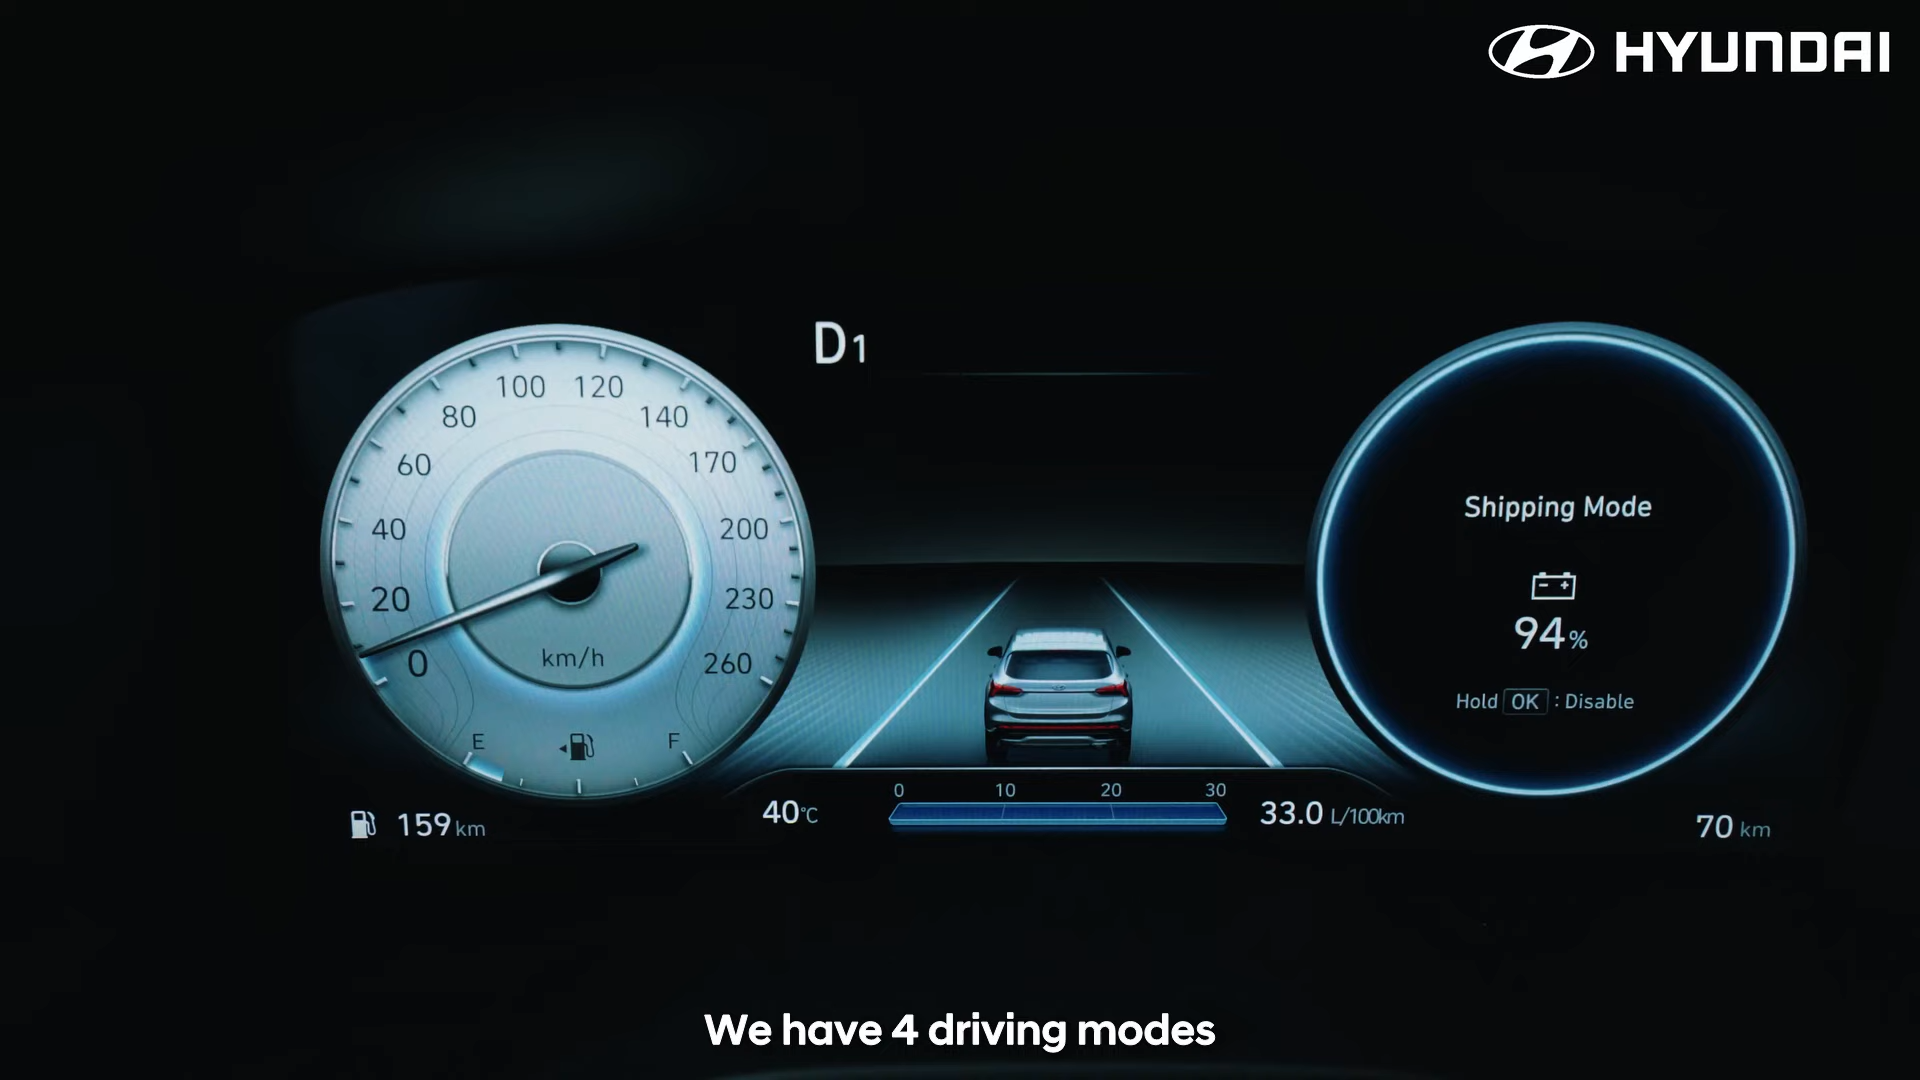 HYUNDAI
D1
100 120
80 140
60 170
40 200
20 230
0 km/h 260
E F
159 km
Shipping Mode
94%
Hold OK : Disable
0 10 20 30
40°C
33.0 L/100km
70 km
We have 4 driving modes